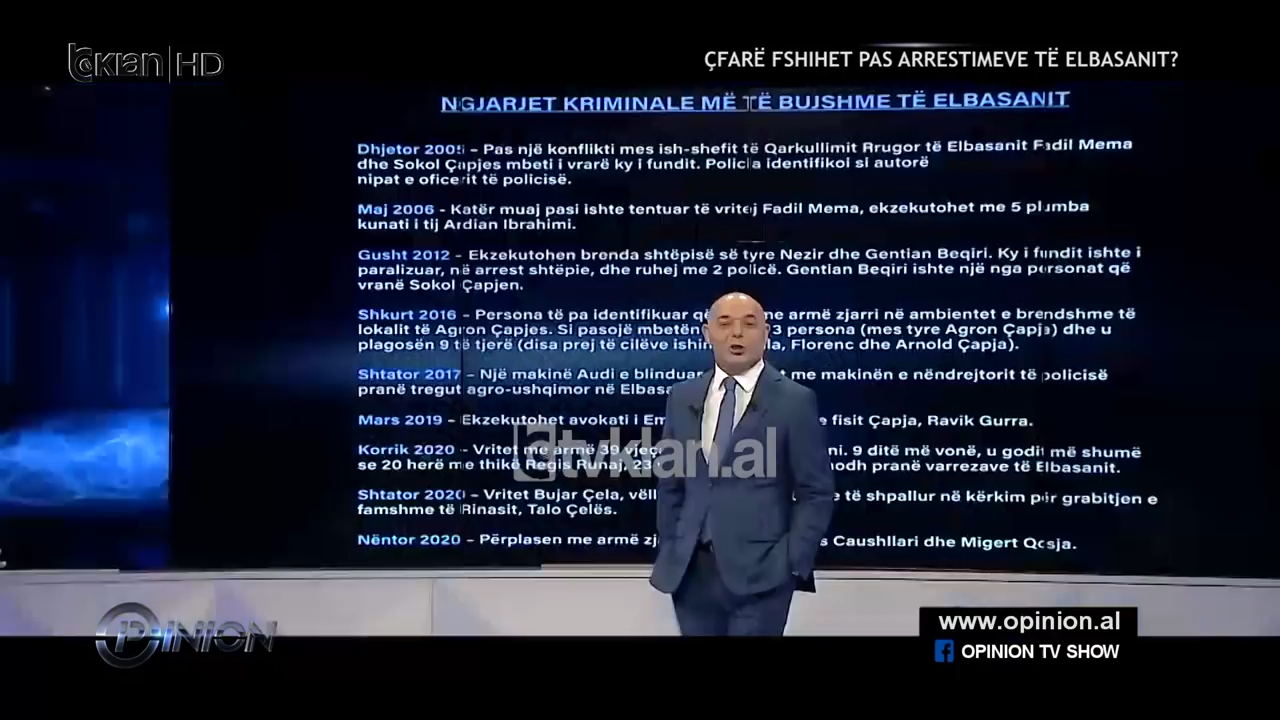 tvklan HD
ÇFARË FSHIHET PAS ARRESTIMEVE TË ELBASANIT?
NGJARJET KRIMINALE MË TË BUJSHME TË ELBASANIT
Dhjetor 2005 – Pas një konflikti mes ish-shefit të Qarkullimit Rrugor të Elbasanit Fadil Mema
dhe Sokol Çapjes mbeti i vrarë ky i fundit. Policia identifikoi si autorë
nipat e oficerit të policisë.
Maj 2006 - Katër muaj pasi ishte tentuar të vritej Fadil Mema, ekzekutohet me 5 plumba
kunati i tij Ardian Ibrahimi.
Gusht 2012 – Ekzekutohen brenda shtëpisë së tyre Nezir dhe Gentian Beqiri. Ky i fundit ishte i
paralizuar, në arrest shtëpie, dhe ruhej me 2 policë. Gentian Beqiri ishte një nga personat që
vranë Sokol Çapjen.
Shkurt 2016 – Persona të pa identifikuar me armë zjarri në ambientet e brendshme të
lokalit të Agron Çapjes. Si pasojë mbetën 3 persona (mes tyre Agron Çapja) dhe u
plagosën 9 të tjerë (disa prej të cilëve Florenc dhe Arnold Çapja).
Shtator 2017 – Një makinë Audi e me makinën e nëndrejtorit të policisë
pranë tregut agro-ushqimor në
Mars 2019 – Ekzekutohet avokati i fisit Çapja, Ravik Gurra.
Korrik 2020 – Vritet me armë 39 9 ditë më vonë, u godit më shumë
se 20 herë me thikë Regis Runaj, pranë varrezave të Elbasanit.
Shtator 2020 – Vritet Bujar Çela, e të shpallur në kërkim për grabitjen e
famshme të Rinasit, Talo Çelës.
Nëntor 2020 – Përplasen me armë Caushllari dhe Migert Qosja.
tvklan.al
OPINION
www.opinion.al
OPINION TV SHOW